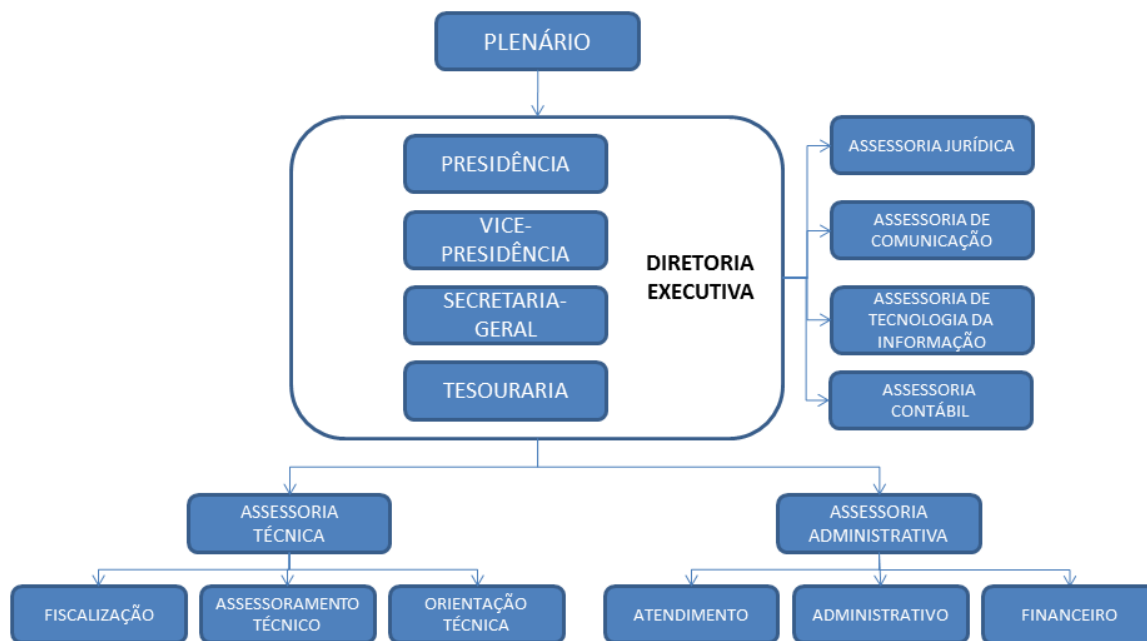 PLENÁRIO
PRESIDÊNCIA
VICE-
PRESIDÊNCIA
SECRETARIA-
GERAL
TESOURARIA
DIRETORIA
EXECUTIVA
ASSESSORIA JURÍDICA
ASSESSORIA DE
COMUNICAÇÃO
ASSESSORIA DE
TECNOLOGIA DA
INFORMAÇÃO
ASSESSORIA
CONTÁBIL
ASSESSORIA
TÉCNICA
ASSESSORIA
ADMINISTRATIVA
FISCALIZAÇÃO
ASSESSORAMENTO
TÉCNICO
ORIENTAÇÃO
TÉCNICA
ATENDIMENTO
ADMINISTRATIVO
FINANCEIRO